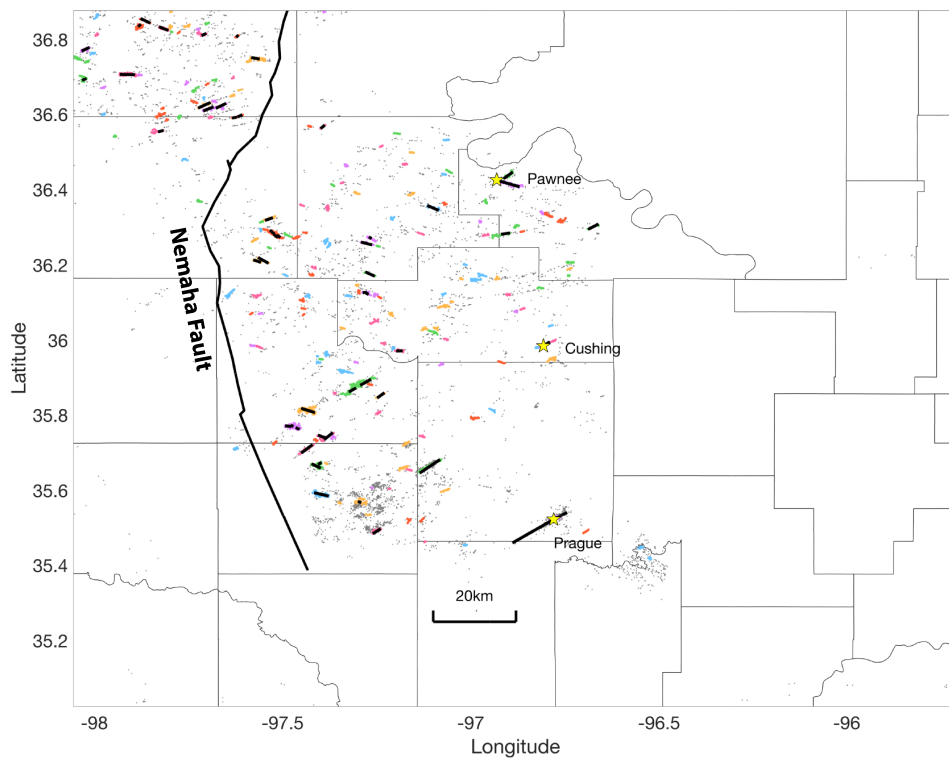 36.8
36.6
36.4
36.2
36
35.8
35.6
35.4
35.2
Latitude
Nemaha Fault
Pawnee
Cushing
Prague
20km
-98
-97.5
-97
-96.5
-96
Longitude